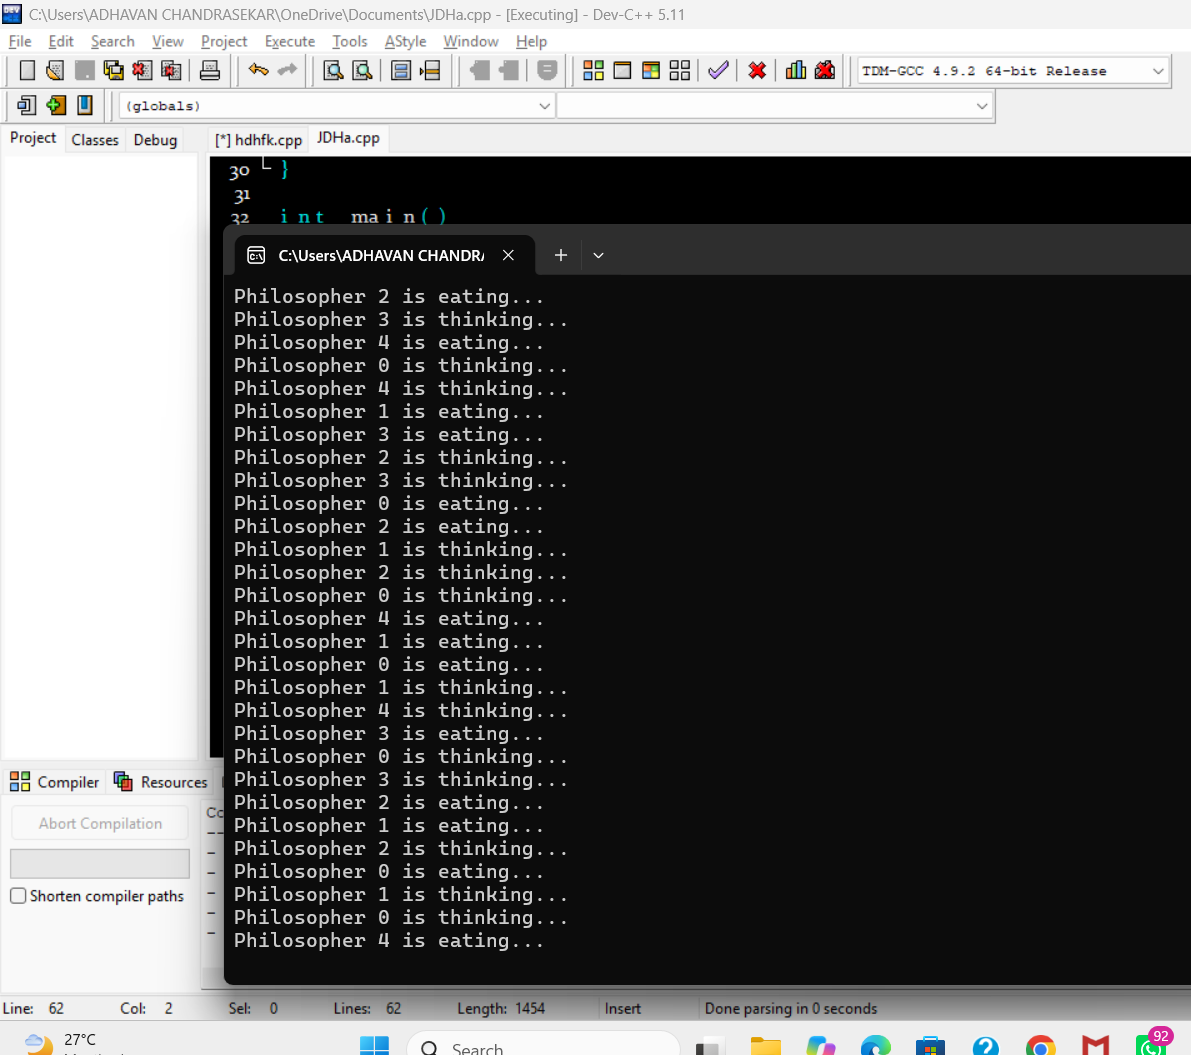 C:\Users\ADHAVAN CHANDRASEKAR\OneDrive\Documents\JDHa.cpp - [Executing] - Dev-C++ 5.11
File Edit Search View Project Execute Tools AStyle Window Help
TDM-GCC 4.9.2 64-bit Release
(globals)
Project Classes Debug [*] hdhfk.cpp JDHa.cpp
30 }
31
32 int main()
C:\Users\ADHAVAN CHANDRA
Philosopher 2 is eating...
Philosopher 3 is thinking...
Philosopher 4 is eating...
Philosopher 0 is thinking...
Philosopher 4 is thinking...
Philosopher 1 is eating...
Philosopher 3 is eating...
Philosopher 2 is thinking...
Philosopher 3 is thinking...
Philosopher 0 is eating...
Philosopher 2 is eating...
Philosopher 1 is thinking...
Philosopher 2 is thinking...
Philosopher 0 is thinking...
Philosopher 4 is eating...
Philosopher 1 is eating...
Philosopher 0 is eating...
Philosopher 1 is thinking...
Philosopher 4 is thinking...
Philosopher 3 is eating...
Philosopher 0 is thinking...
Philosopher 3 is thinking...
Philosopher 2 is eating...
Philosopher 1 is eating...
Philosopher 2 is thinking...
Philosopher 0 is eating...
Philosopher 1 is thinking...
Philosopher 0 is thinking...
Philosopher 4 is eating...
Compiler Resources
Abort Compilation
Shorten compiler paths
Line: 62 Col: 2 Sel: 0 Lines: 62 Length: 1454 Insert Done parsing in 0 seconds
27°C
Search
92